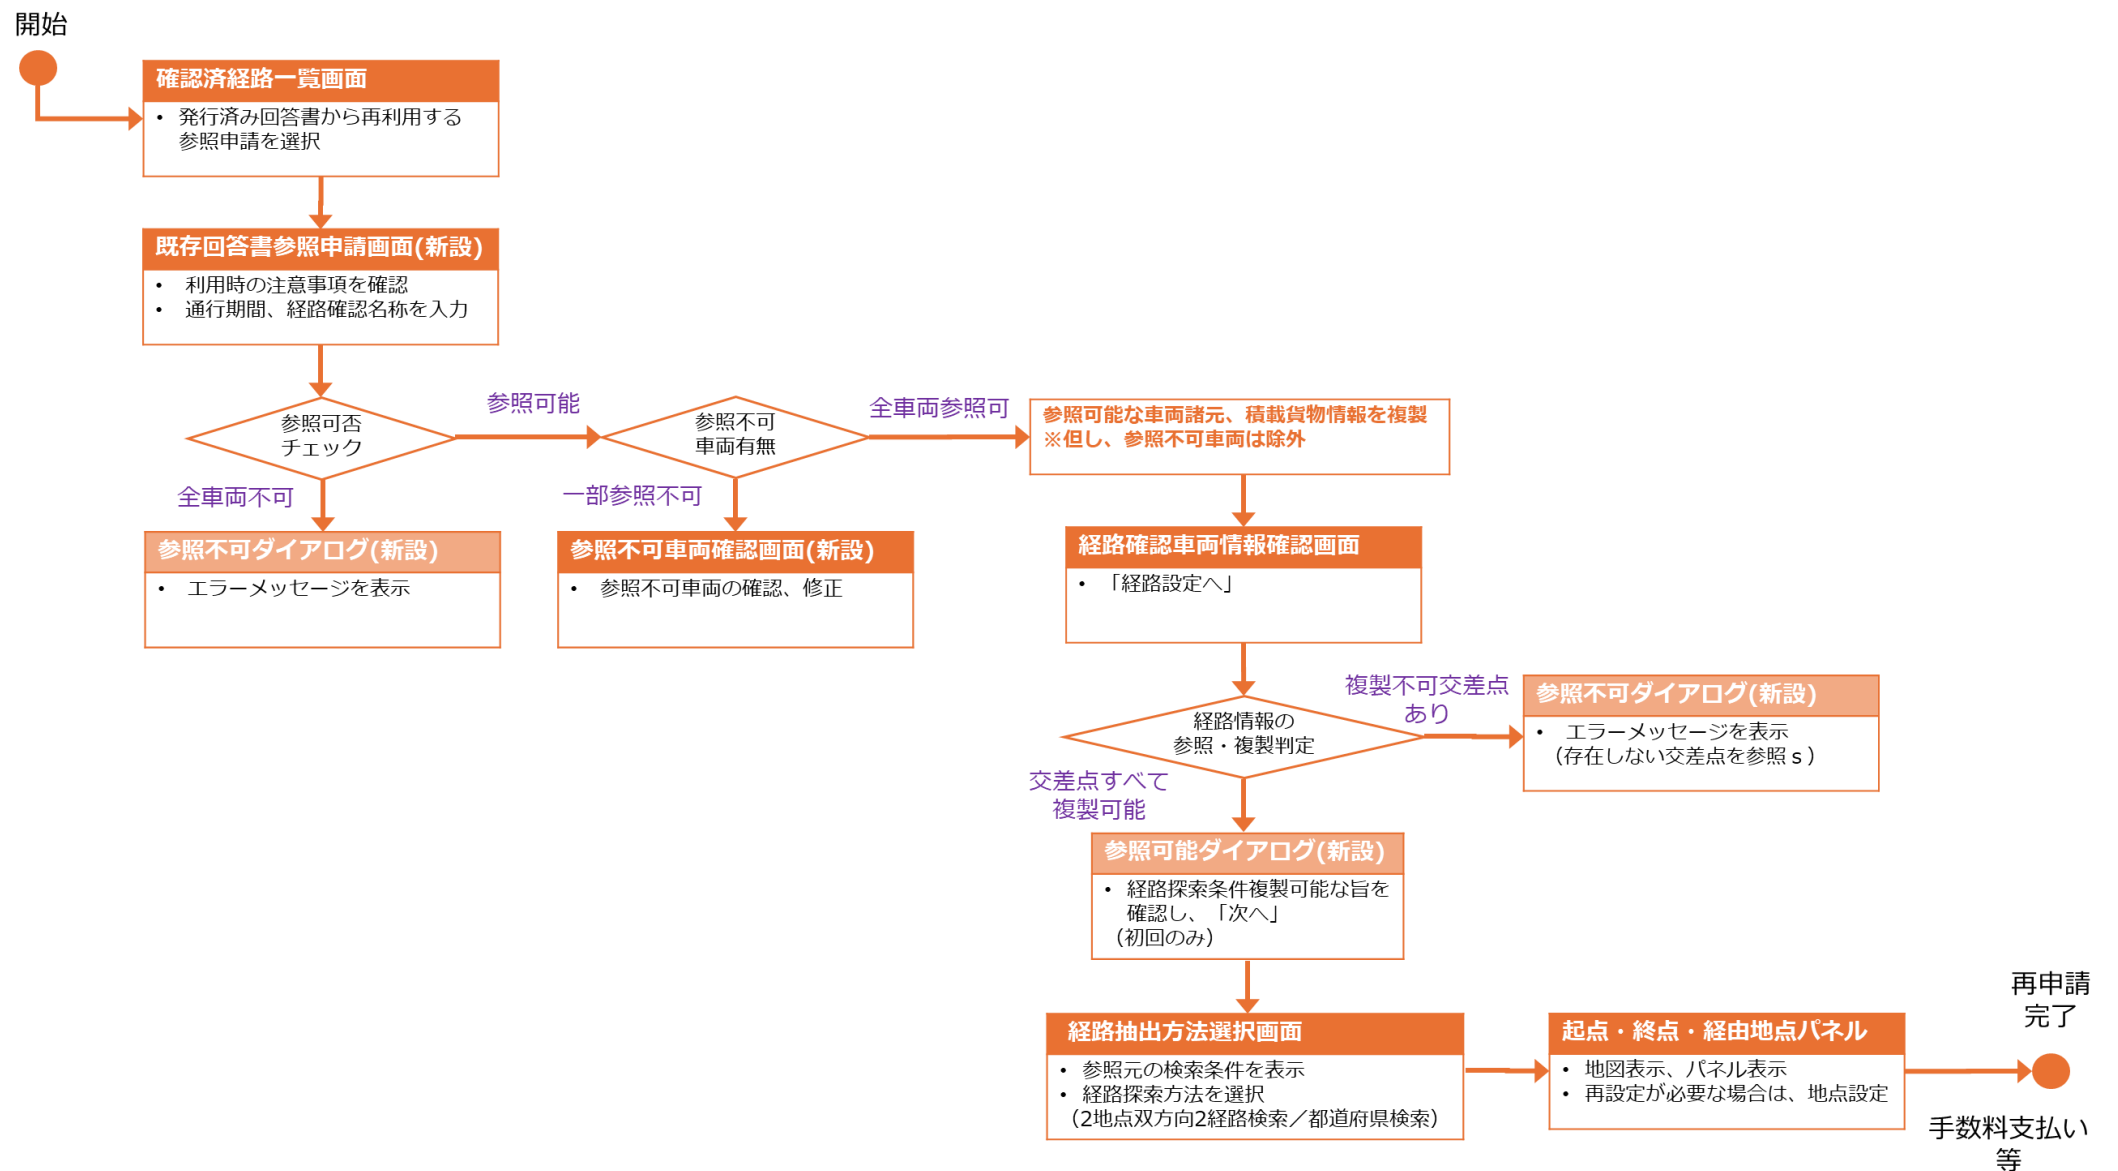 開始
確認済経路一覧画面
• 発行済み回答書から再利用する
参照申請を選択
既存回答書参照申請画面(新設)
• 利用時の注意事項を確認
• 通行期間、経路確認名称を入力
参照可否
チェック
参照可能
全車両不可
参照不可
車両有無
全車両参照可
一部参照不可
参照可能な車両諸元、積載貨物情報を複製
※但し、参照不可車両は除外
参照不可ダイアログ(新設)
• エラーメッセージを表示
参照不可車両確認画面(新設)
• 参照不可車両の確認、修正
経路確認車両情報確認画面
• 「経路設定へ」
経路情報の
参照・複製判定
複製不可交差点
あり
参照不可ダイアログ(新設)
• エラーメッセージを表示
（存在しない交差点を参照ｓ）
交差点すべて
複製可能
参照可能ダイアログ(新設)
• 経路探索条件複製可能な旨を
確認し、「次へ」
（初回のみ）
経路抽出方法選択画面
• 参照元の検索条件を表示
• 経路探索方法を選択
（2地点双方向2経路検索／都道府県検索）
起点・終点・経由地点パネル
• 地図表示、パネル表示
• 再設定が必要な場合は、地点設定
再申請
完了
手数料支払い
等